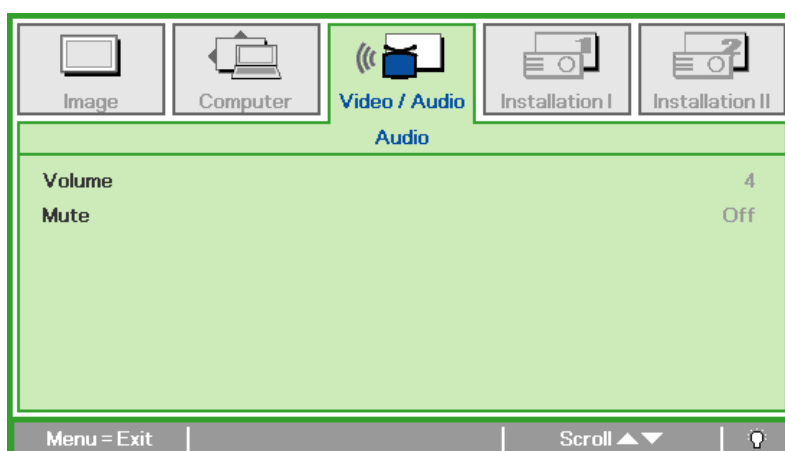 Image Computer Video / Audio Installation I Installation II
Audio
Volume 4
Mute Off
Menu = Exit Scroll ▲▼